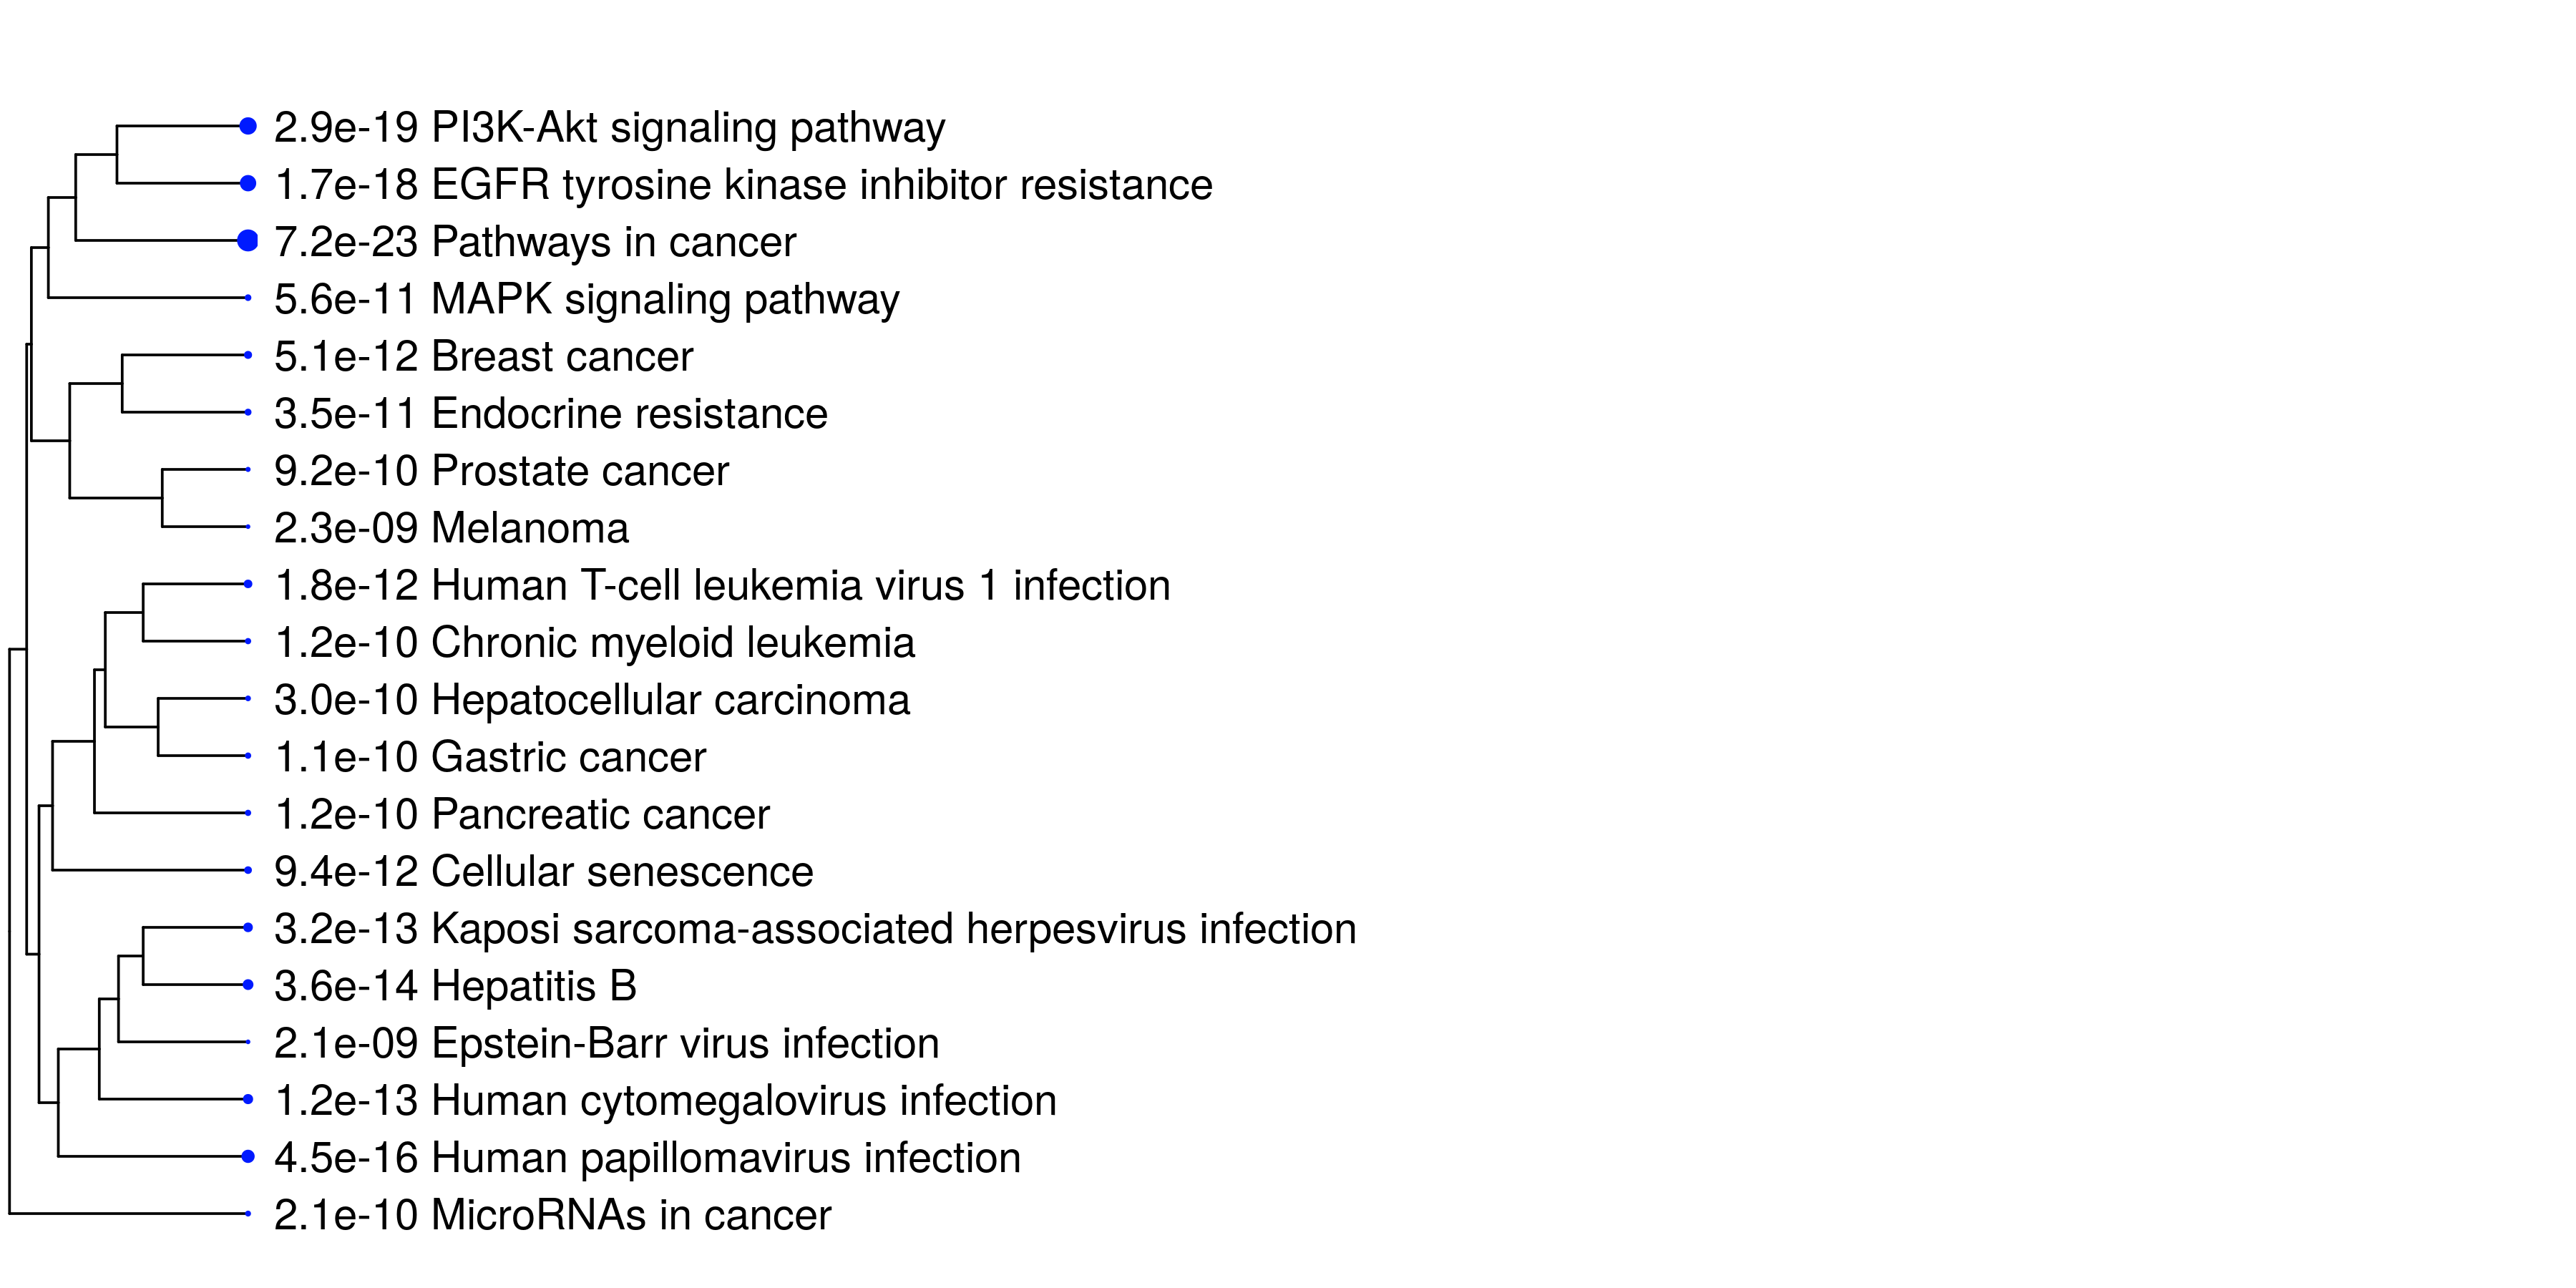 2.9e-19 PI3K-Akt signaling pathway
1.7e-18 EGFR tyrosine kinase inhibitor resistance
7.2e-23 Pathways in cancer
5.6e-11 MAPK signaling pathway
5.1e-12 Breast cancer
3.5e-11 Endocrine resistance
9.2e-10 Prostate cancer
2.3e-09 Melanoma
1.8e-12 Human T-cell leukemia virus 1 infection
1.2e-10 Chronic myeloid leukemia
3.0e-10 Hepatocellular carcinoma
1.1e-10 Gastric cancer
1.2e-10 Pancreatic cancer
9.4e-12 Cellular senescence
3.2e-13 Kaposi sarcoma-associated herpesvirus infection
3.6e-14 Hepatitis B
2.1e-09 Epstein-Barr virus infection
1.2e-13 Human cytomegalovirus infection
4.5e-16 Human papillomavirus infection
2.1e-10 MicroRNAs in cancer